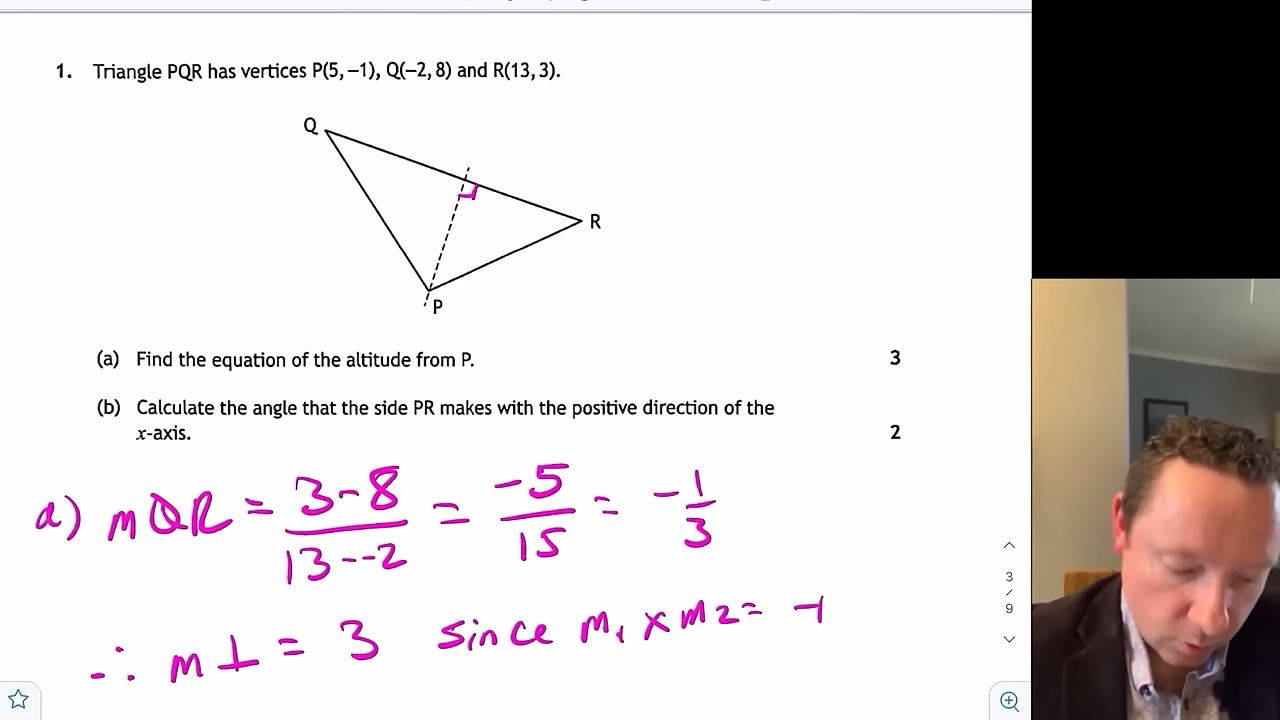 1. Triangle PQR has vertices P(5,−1), Q(−2,8) and R(13,3).
Q
R
P
(a) Find the equation of the altitude from P. 3
(b) Calculate the angle that the side PR makes with the positive direction of the
x-axis. 2
a) mQR = 3-8/13--2 = -5/15 = -1/3
∴ m⊥ = 3 since m1 × m2 = -1
3
/
9